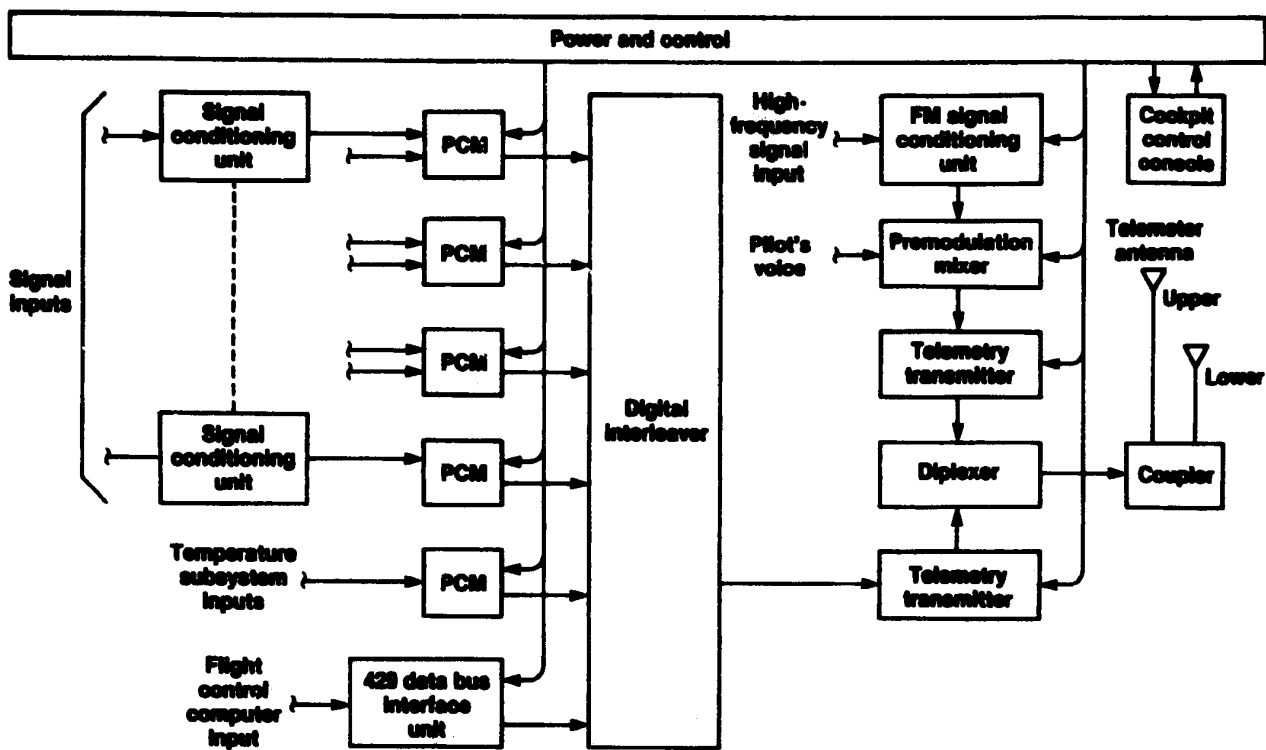 Power and control
Signal
inputs
Signal
conditioning
unit
PCM
PCM
PCM
Signal
conditioning
unit
PCM
Temperature
subsystem
inputs
PCM
Flight
control
computer
input
429 data bus
interface
unit
Digital
interleaver
High-
frequency
signal
input
FM signal
conditioning
unit
Pilot's
voice
Premodulation
mixer
Telemetry
transmitter
Diplexer
Telemetry
transmitter
Cockpit
control
console
Telemeter
antenna
Upper
Lower
Coupler